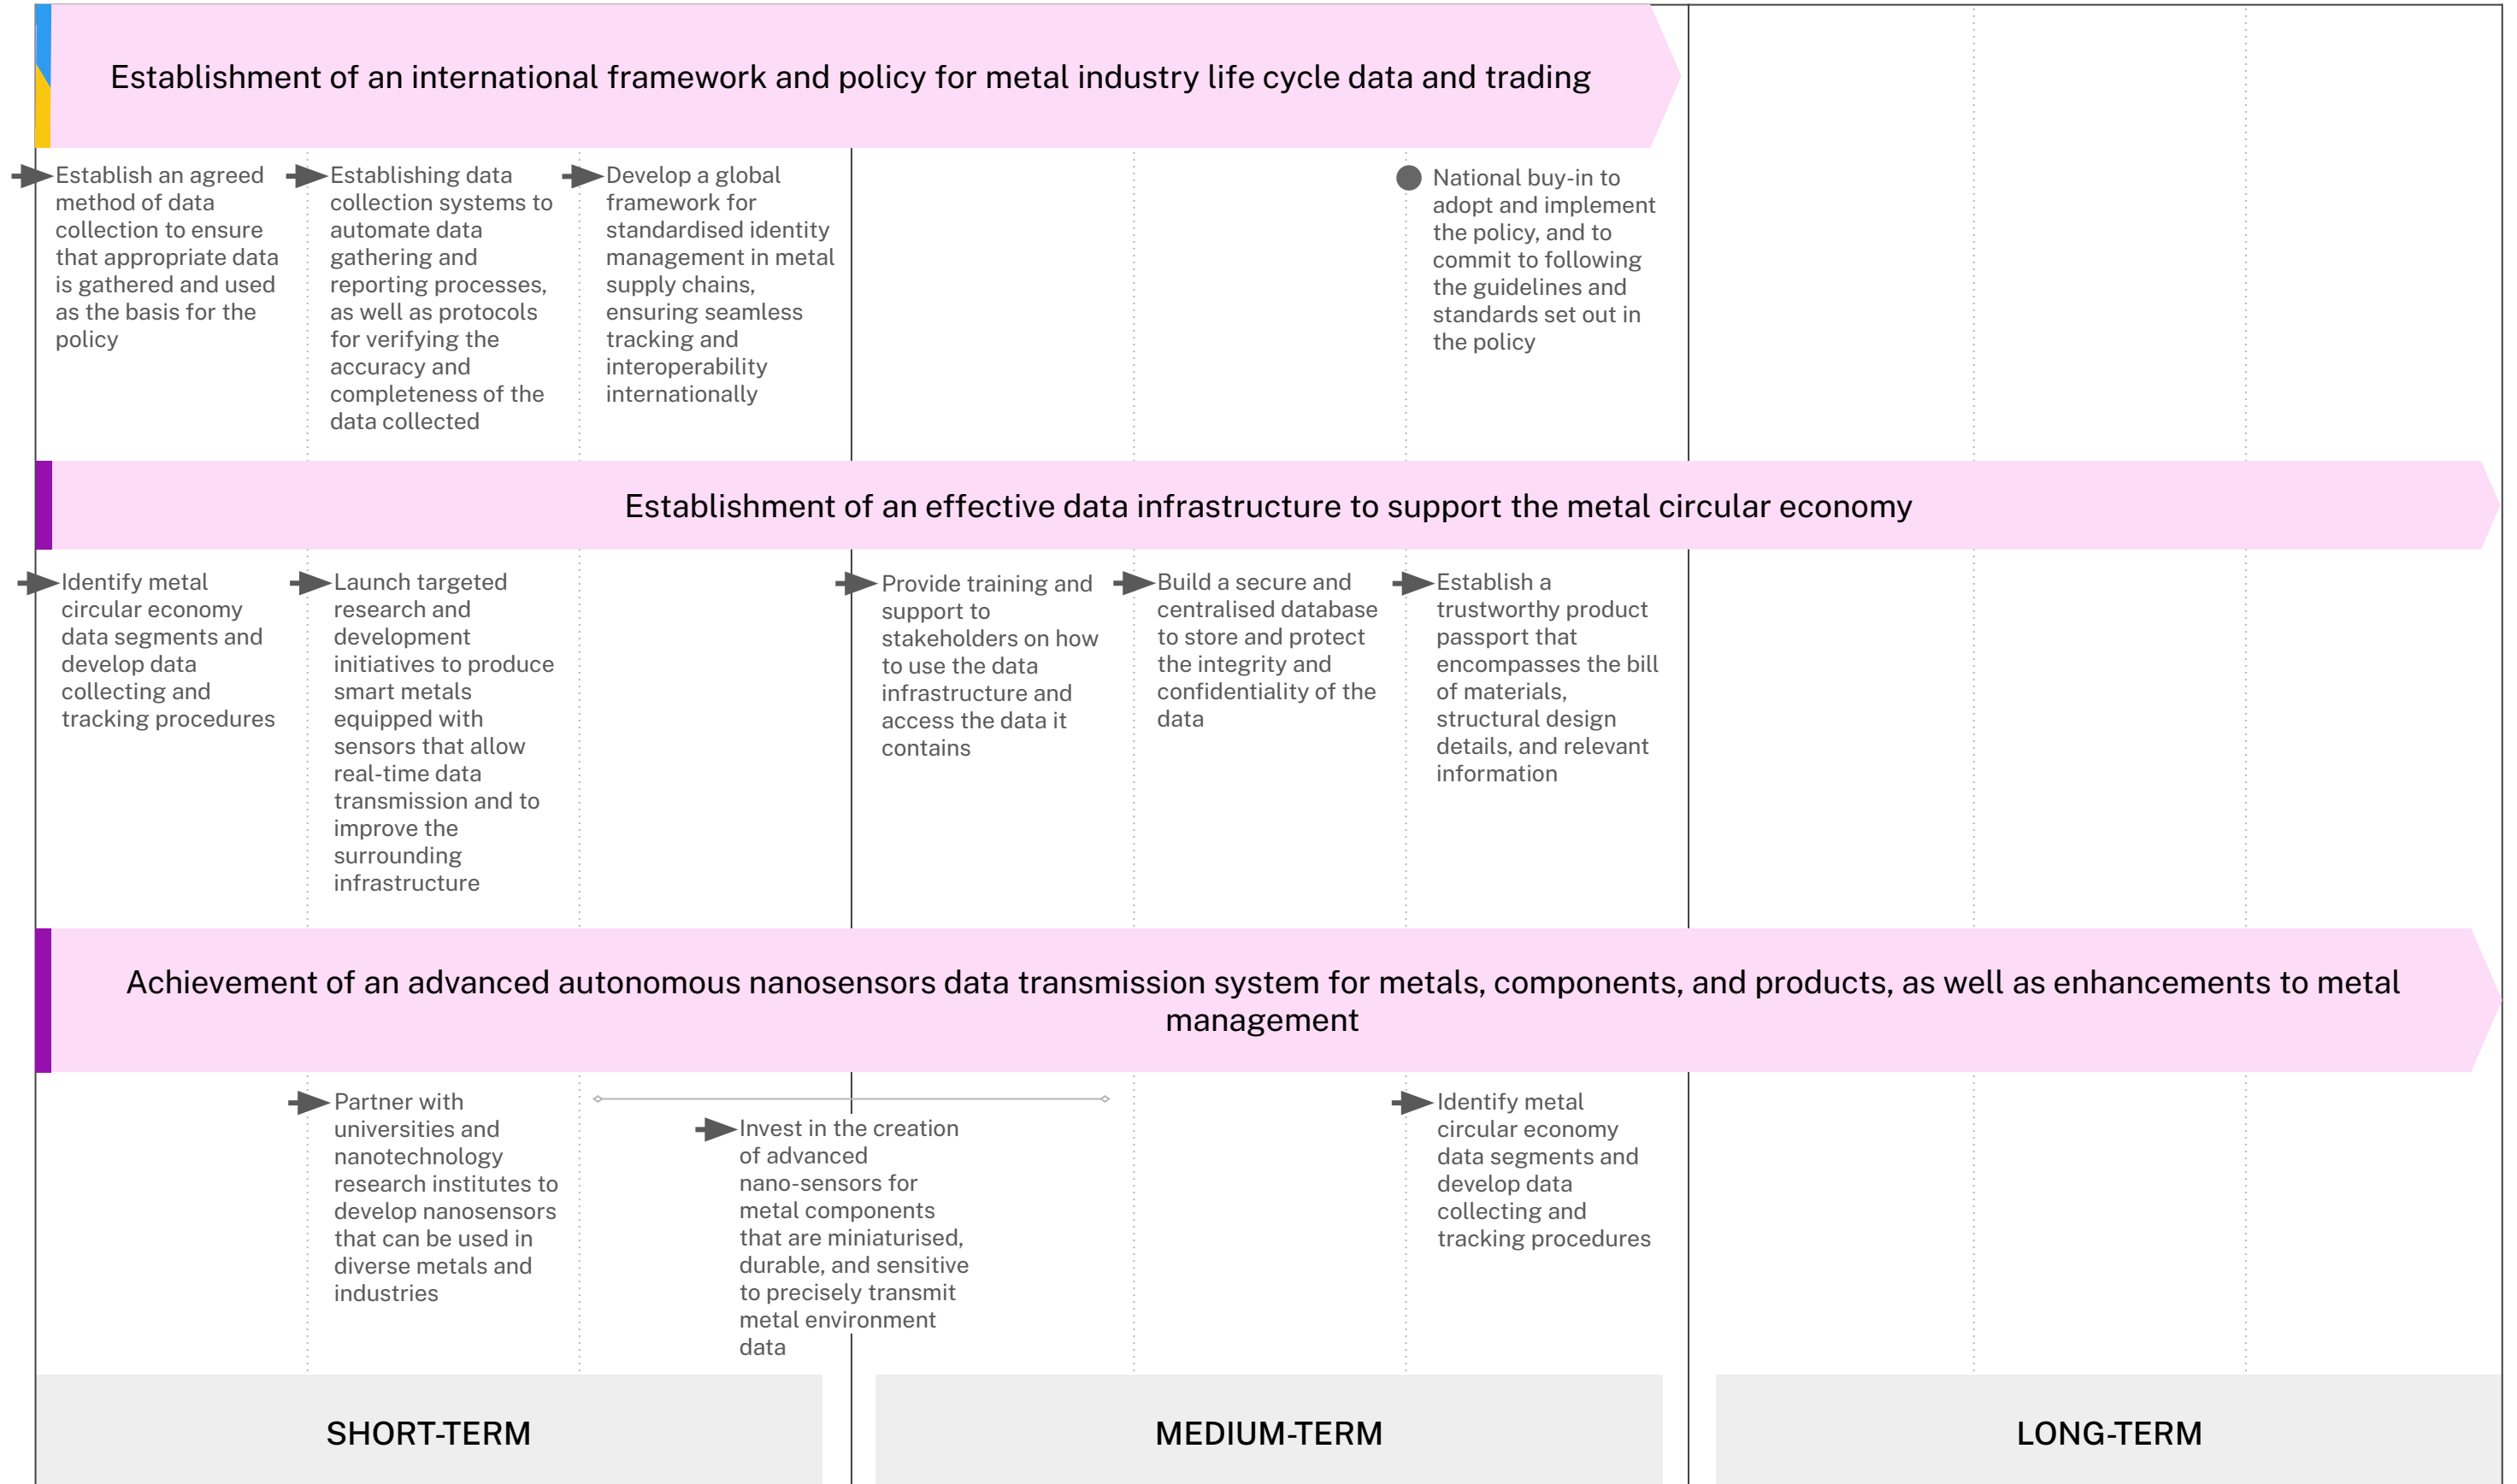 Establishment of an international framework and policy for metal industry life cycle data and trading
Establish an agreed
method of data
collection to ensure
that appropriate data
is gathered and used
as the basis for the
policy
Establishing data
collection systems to
automate data
gathering and
reporting processes,
as well as protocols
for verifying the
accuracy and
completeness of the
data collected
Develop a global
framework for
standardised identity
management in metal
supply chains,
ensuring seamless
tracking and
interoperability
internationally
National buy-in to
adopt and implement
the policy, and to
commit to following
the guidelines and
standards set out in
the policy
Establishment of an effective data infrastructure to support the metal circular economy
Identify metal
circular economy
data segments and
develop data
collecting and
tracking procedures
Launch targeted
research and
development
initiatives to produce
smart metals
equipped with
sensors that allow
real-time data
transmission and to
improve the
surrounding
infrastructure
Provide training and
support to
stakeholders on how
to use the data
infrastructure and
access the data it
contains
Build a secure and
centralised database
to store and protect
the integrity and
confidentiality of the
data
Establish a
trustworthy product
passport that
encompasses the bill
of materials,
structural design
details, and relevant
information
Achievement of an advanced autonomous nanosensors data transmission system for metals, components, and products, as well as enhancements to metal
management
Partner with
universities and
nanotechnology
research institutes to
develop nanosensors
that can be used in
diverse metals and
industries
Invest in the creation
of advanced
nano-sensors for
metal components
that are miniaturised,
durable, and sensitive
to precisely transmit
metal environment
data
Identify metal
circular economy
data segments and
develop data
collecting and
tracking procedures
SHORT-TERM
MEDIUM-TERM
LONG-TERM